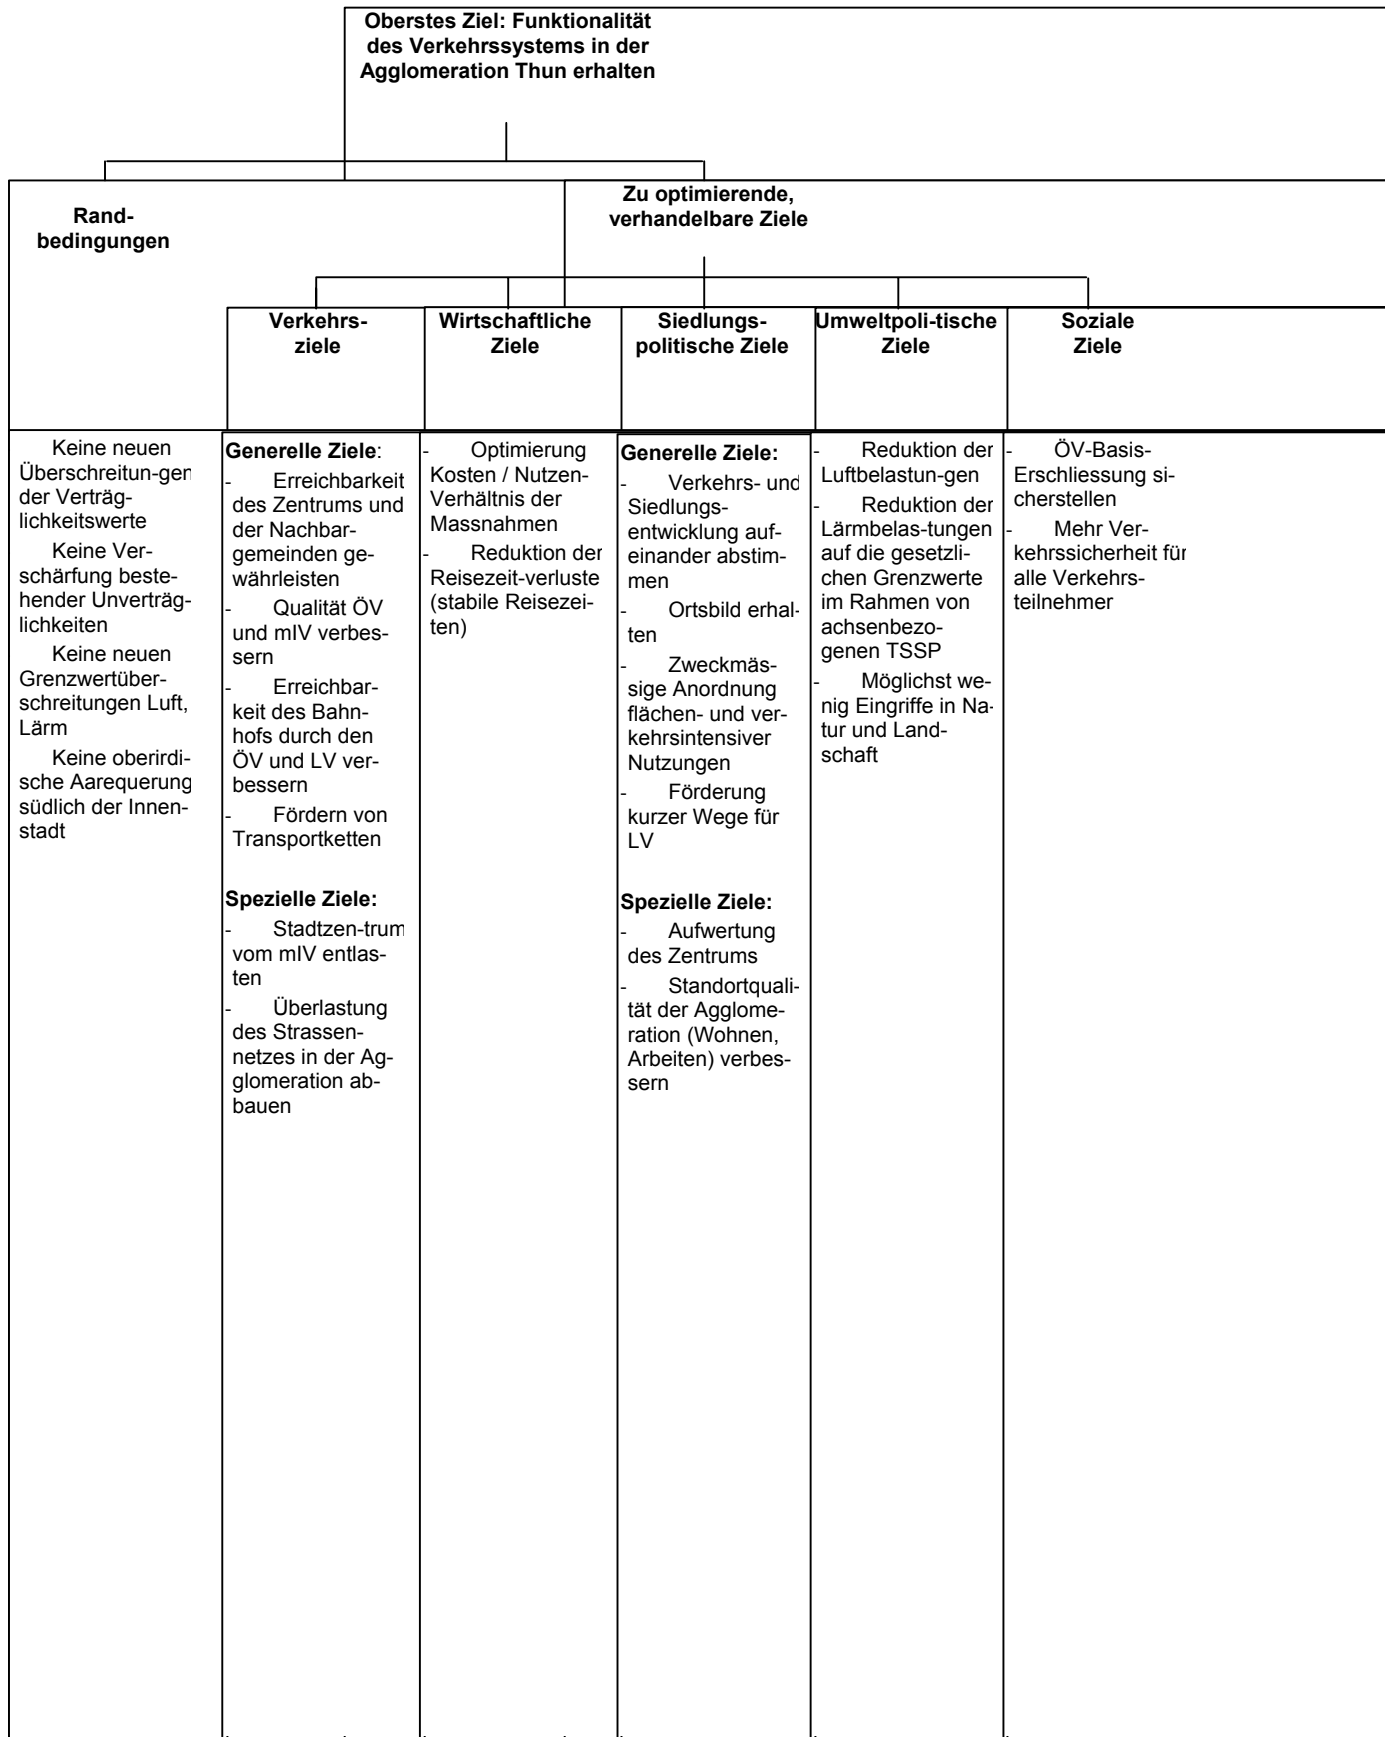 Oberstes Ziel: Funktionalität
des Verkehrssystems in der
Agglomeration Thun erhalten
Rand-
bedingungen
Zu optimierende,
verhandelbare Ziele
Verkehrs-
ziele
Wirtschaftliche
Ziele
Siedlungs-
politische Ziele
Umweltpoli-tische
Ziele
Soziale
Ziele
Keine neuen
Überschreitun-gen
der Verträg-
lichkeitswerte
Keine Ver-
schärfung beste-
hender Unverträg-
lichkeiten
Keine neuen
Grenzwertüber-
schreitungen Luft,
Lärm
Keine oberirdi-
sche Aarequerung
südlich der Innen-
stadt
Generelle Ziele:
- Erreichbarkeit
des Zentrums und
der Nachbar-
gemeinden ge-
währleisten
- Qualität ÖV
und mIV verbes-
sern
- Erreichbar-
keit des Bahn-
hofs durch den
ÖV und LV ver-
bessern
- Fördern von
Transportketten
Spezielle Ziele:
- Stadtzen-trum
vom mIV entlas-
ten
- Überlastung
des Strassen-
netzes in der Ag-
glomeration ab-
bauen
- Optimierung
Kosten / Nutzen-
Verhältnis der
Massnahmen
- Reduktion der
Reisezeit-verluste
(stabile Reisezei-
ten)
Generelle Ziele:
- Verkehrs- und
Siedlungs-
entwicklung auf-
einander abstim-
men
- Ortsbild erhal-
ten
- Zweckmäs-
sige Anordnung
flächen- und ver-
kehrsintensiver
Nutzungen
- Förderung
kurzer Wege für
LV
Spezielle Ziele:
- Aufwertung
des Zentrums
- Standortquali-
tät der Agglome-
ration (Wohnen,
Arbeiten) verbes-
sern
- Reduktion der
Luftbelastun-gen
- Reduktion der
Lärmbelas-tungen
auf die gesetzli-
chen Grenzwerte
im Rahmen von
achsenbezo-
genen TSSP
- Möglichst we-
nig Eingriffe in Na-
tur und Land-
schaft
- ÖV-Basis-
Erschliessung si-
cherstellen
- Mehr Ver-
kehrssicherheit für
alle Verkehrs-
teilnehmer